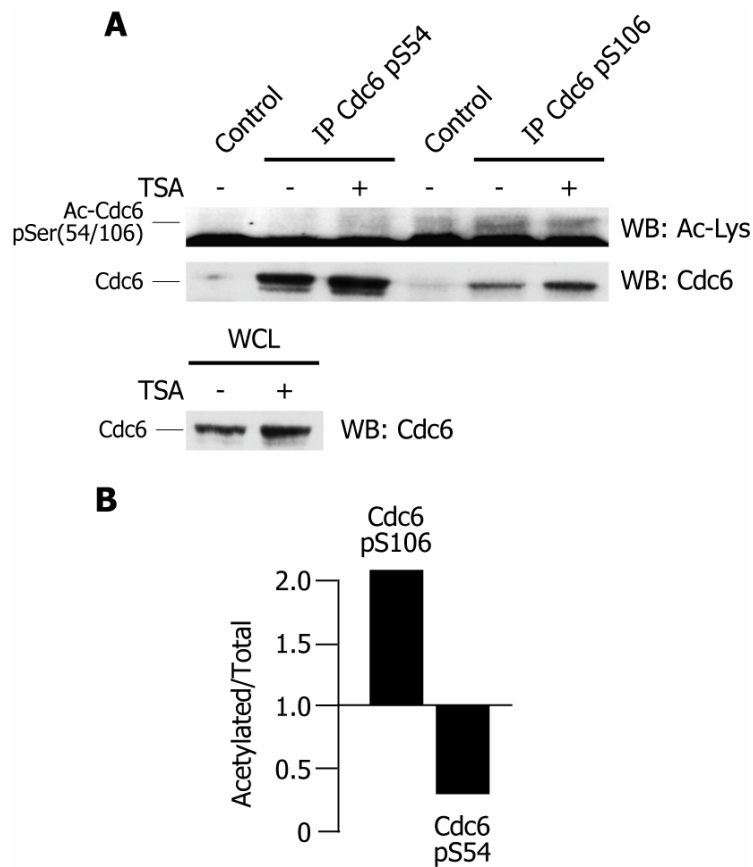 A
Control
IP Cdc6 pS54
Control
IP Cdc6 pS106
TSA - - + - - +
Ac-Cdc6
pSer(54/106)
WB: Ac-Lys
Cdc6
WB: Cdc6
WCL
TSA - +
Cdc6
WB: Cdc6
B
Cdc6
pS106
Acetylated/Total
2.0
1.5
1.0
0.5
0
Cdc6
pS54